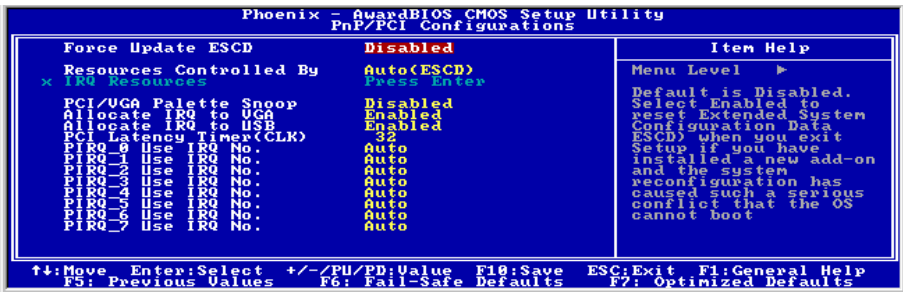 Phoenix - AwardBIOS CMOS Setup Utility
PnP/PCI Configurations
Force Update ESCD Disabled
Resources Controlled By Auto(ESCD)
x IRQ Resources Press Enter
PCI/VGA Palette Snoop Disabled
Allocate IRQ to VGA Enabled
Allocate IRQ to USB Enabled
PCI Latency Timer(CLK) 32
PIRQ_0 Use IRQ No. Auto
PIRQ_1 Use IRQ No. Auto
PIRQ_2 Use IRQ No. Auto
PIRQ_3 Use IRQ No. Auto
PIRQ_4 Use IRQ No. Auto
PIRQ_5 Use IRQ No. Auto
PIRQ_6 Use IRQ No. Auto
PIRQ_7 Use IRQ No. Auto
Item Help
Menu Level ►
Default is Disabled.
Select Enabled to
reset Extended System
Configuration Data
ESCD) when you exit
Setup if you have
installed a new add-on
and the system
reconfiguration has
caused such a serious
conflict that the OS
cannot boot
↑↓:Move Enter:Select +/-/PU/PD:Value F10:Save ESC:Exit F1:General Help
F5: Previous Values F6: Fail-Safe Defaults F7: Optimized Defaults